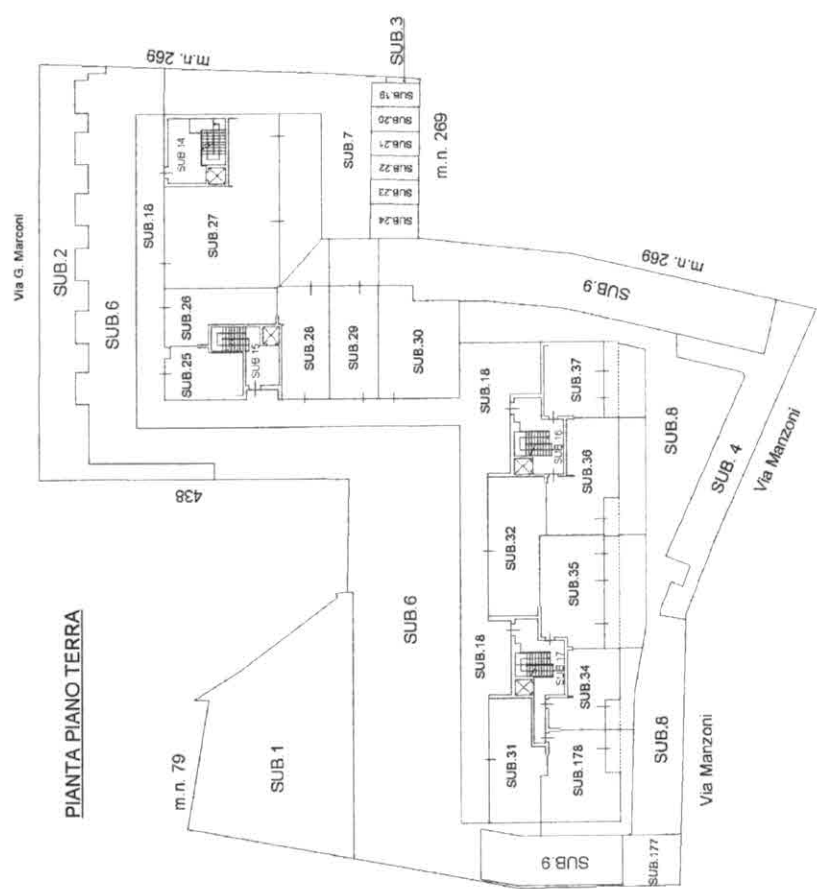 PIANTA PIANO TERRA
Via G. Marconi
SUB.2
SUB.6
m.n. 269
SUB.3
SUB.18
SUB 14
SUB.27
SUB.7
SUB.19
SUB.20
SUB.21
SUB.22
SUB.23
SUB.24
m.n. 269
SUB.26
SUB.25
SUB 15
SUB.28
SUB.29
SUB.30
SUB.9
m.n. 269
438
SUB.6
m.n. 79
SUB.1
SUB.18
SUB.37
SUB.16
SUB.36
SUB.32
SUB.35
SUB.8
SUB. 4
Via Manzoni
SUB.18
SUB.17
SUB.34
SUB.31
SUB.178
SUB.8
Via Manzoni
SUB.9
SUB.177